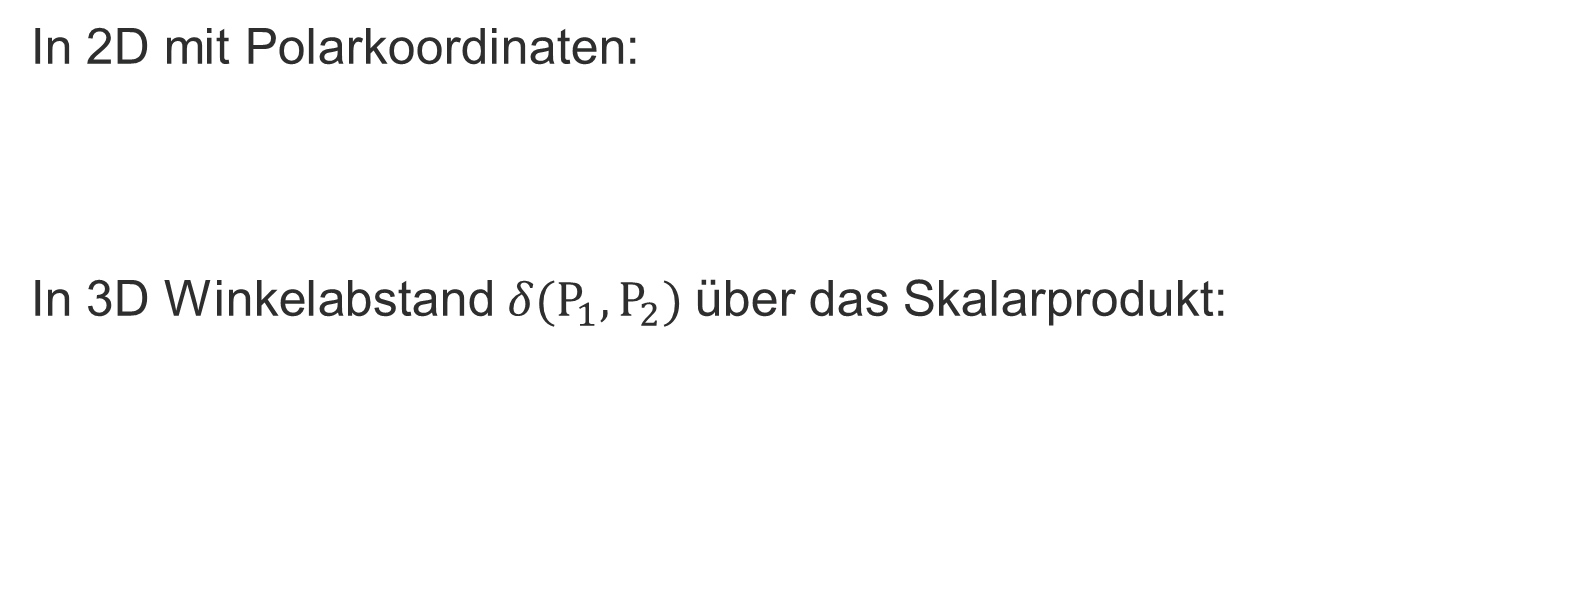 In 2D mit Polarkoordinaten:
In 3D Winkelabstand δ(P₁, P₂) über das Skalarprodukt: